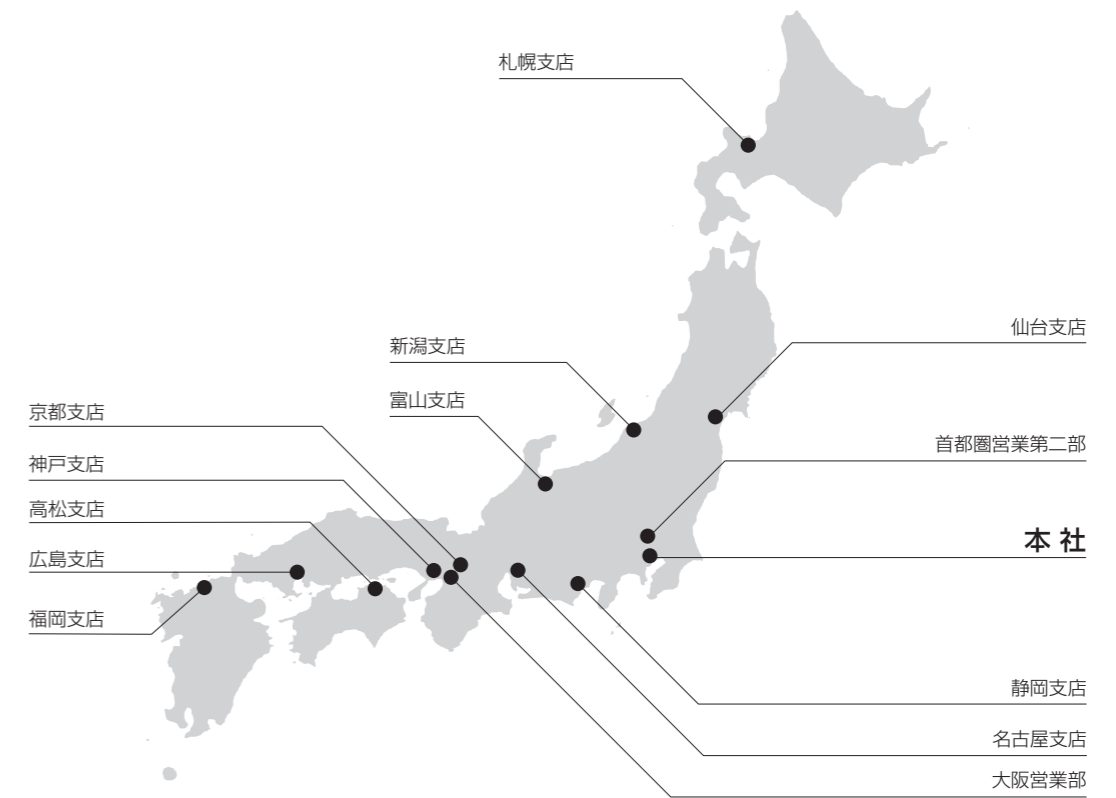 札幌支店
仙台支店
新潟支店
富山支店
京都支店
首都圏営業第二部
神戸支店
高松支店
本社
広島支店
福岡支店
静岡支店
名古屋支店
大阪営業部